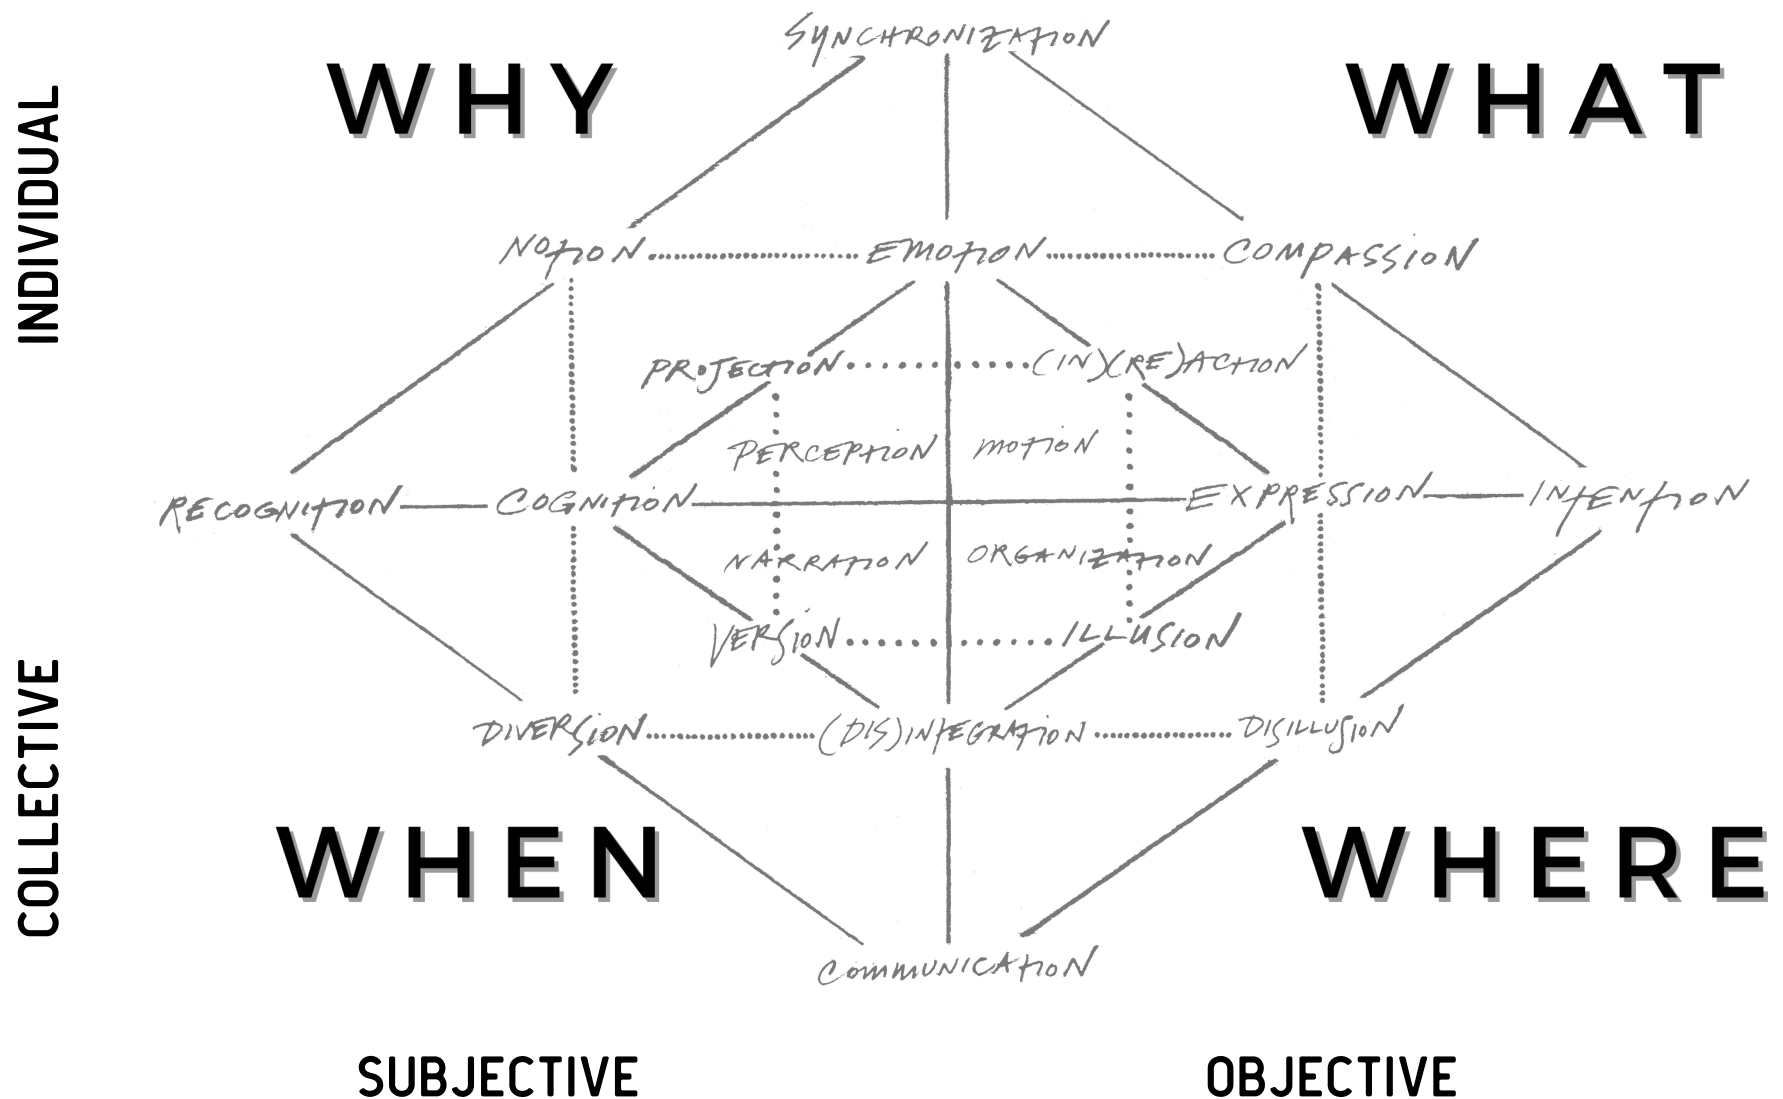 SYNCHRONIZATION
WHY
WHAT
INDIVIDUAL
NOTION EMOTION COMPASSION
PROJECTION (IN)(RE)ACTION
PERCEPTION MOTION
RECOGNITION COGNITION EXPRESSION INTENTION
NARRATION ORGANIZATION
VERSION ILLUSION
COLLECTIVE
DIVERSION (DIS)INTEGRATION DISILLUSION
WHEN
WHERE
COMMUNICATION
SUBJECTIVE
OBJECTIVE